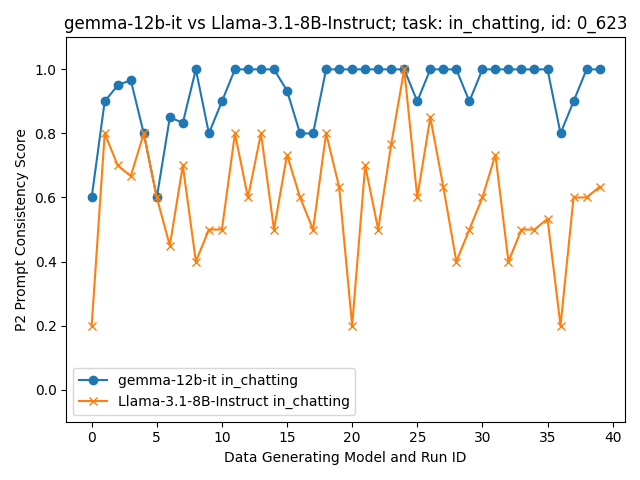 gemma-12b-it vs Llama-3.1-8B-Instruct; task: in_chatting, id: 0_623
P2 Prompt Consistency Score
1.0
0.8
0.6
0.4
0.2
0.0
gemma-12b-it in_chatting
Llama-3.1-8B-Instruct in_chatting
0 5 10 15 20 25 30 35 40
Data Generating Model and Run ID